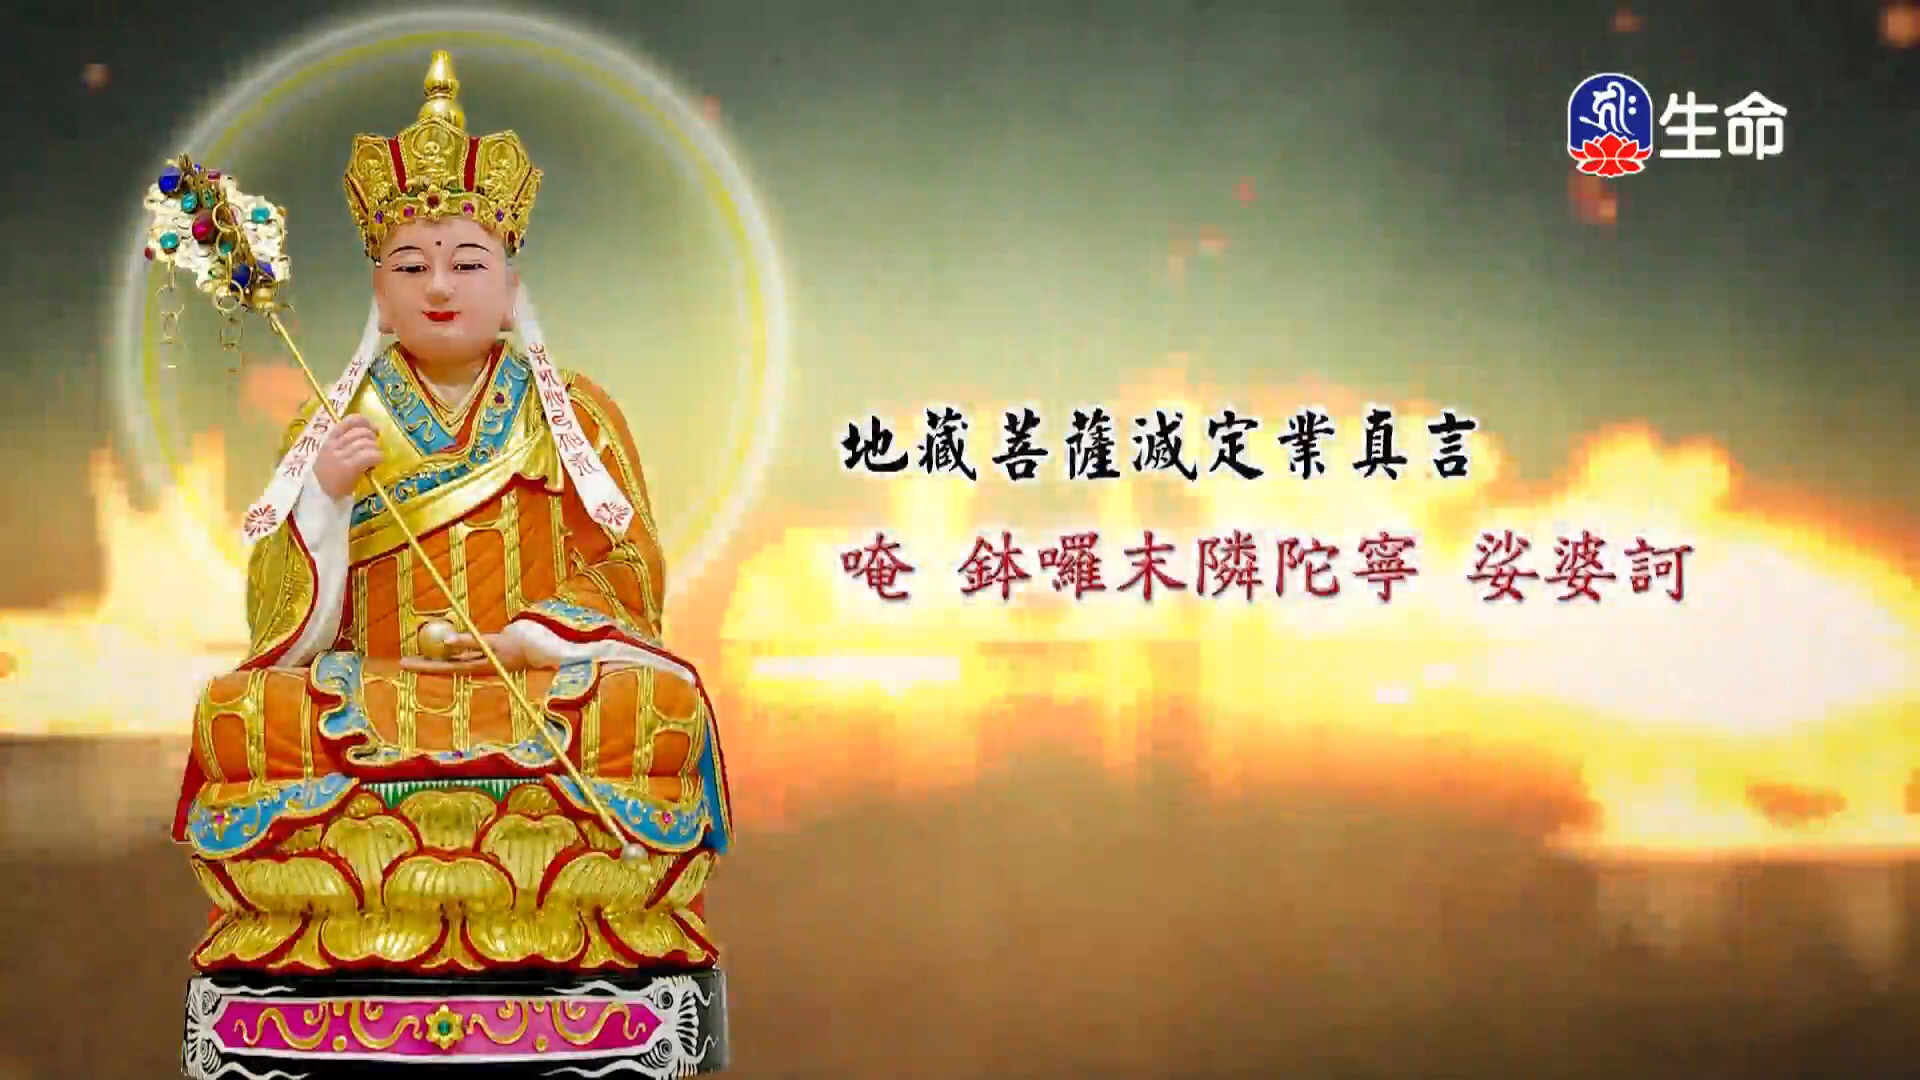 生命
地藏菩薩滅定業真言
唵 鉢囉末隣陀寧 娑婆訶